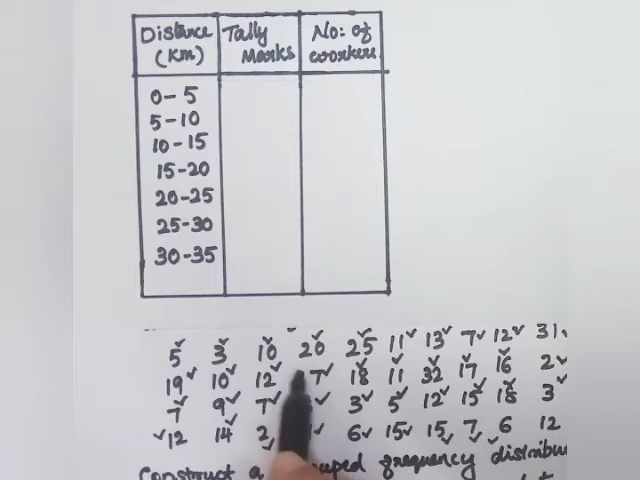 Distance (Km) Tally Marks No: of workers
0-5
5-10
10-15
15-20
20-25
25-30
30-35
5 3 10 20 25 11 13 7 12 31
19 10 12 7 18 11 32 17 16 2
7 9 7 3 5 12 15 18 3
12 14 2 6 15 15 7 6 12
Construct a frequency